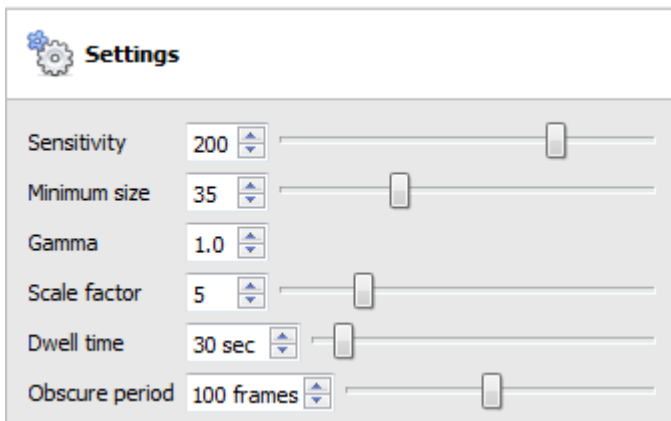 Settings
Sensitivity 200
Minimum size 35
Gamma 1.0
Scale factor 5
Dwell time 30 sec
Obscure period 100 frames